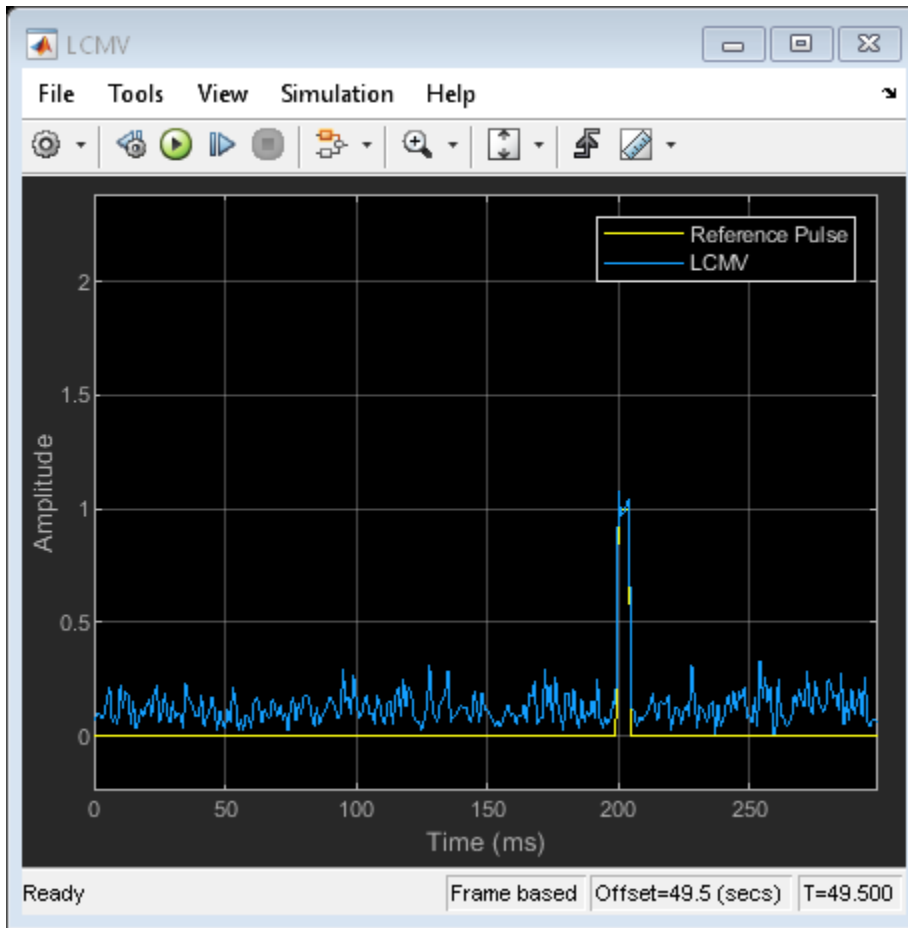 LCMV
File Tools View Simulation Help
Reference Pulse
LCMV
2
1.5
1
0.5
0
Amplitude
0 50 100 150 200 250
Time (ms)
Ready Frame based Offset=49.5 (secs) T=49.500